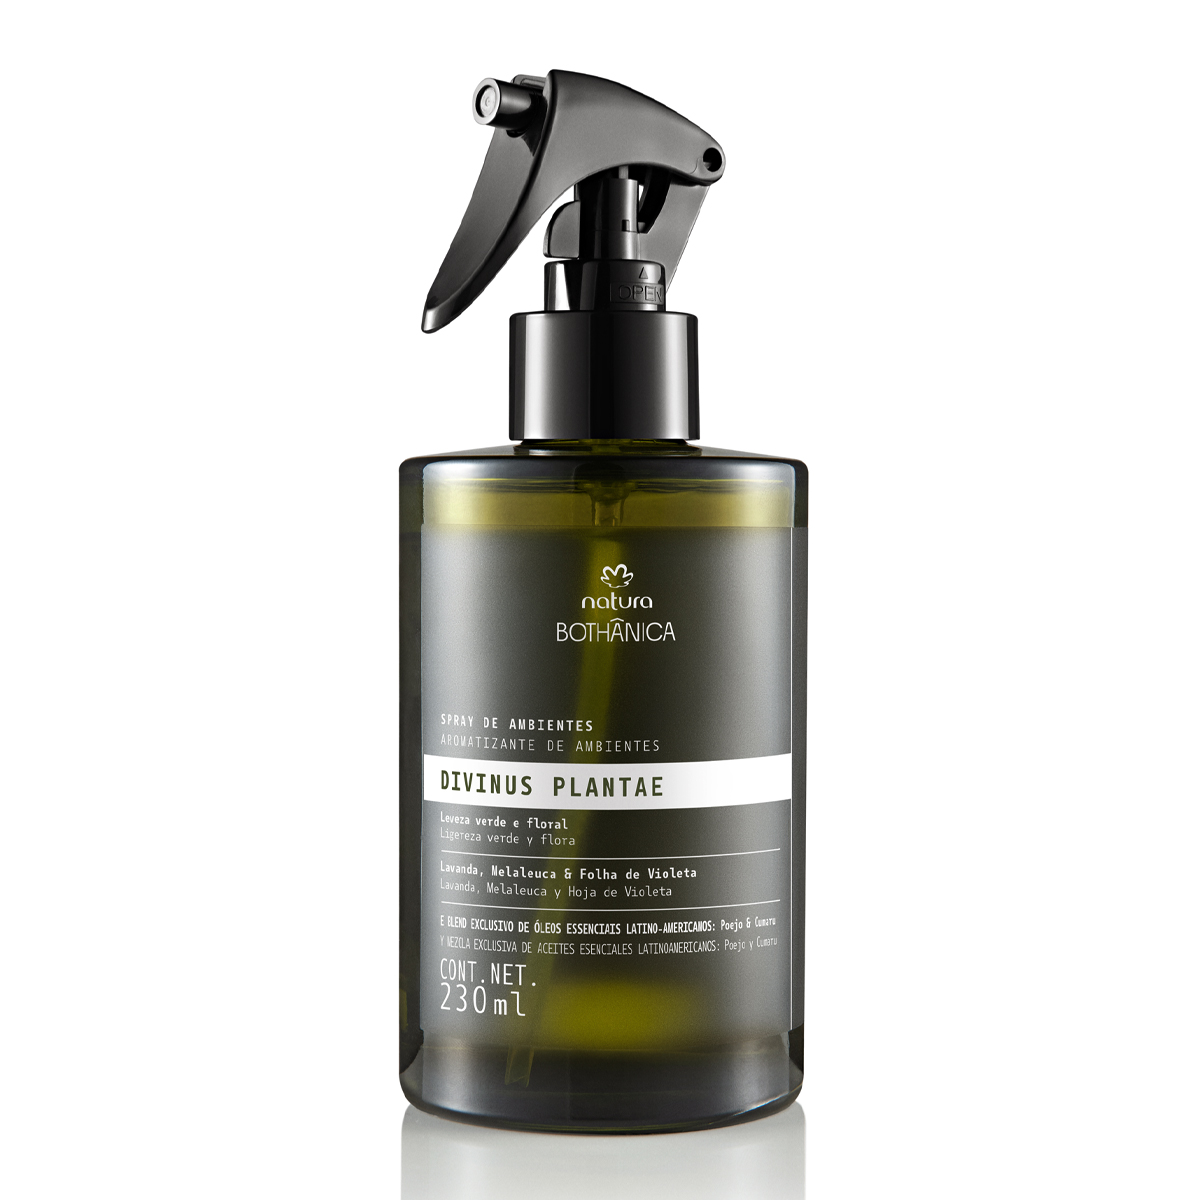 OPEN
natura
BOTHÂNICA
SPRAY DE AMBIENTES
AROMATIZANTE DE AMBIENTES
DIVINUS PLANTAE
Leveza verde e floral
Ligereza verde y flora
Lavanda, Melaleuca & Folha de Violeta
Lavanda, Melaleuca y Hoja de Violeta
E BLEND EXCLUSIVO DE ÓLEOS ESSENCIAIS LATINO-AMERICANOS: Poejo & Cumaru
Y MEZCLA EXCLUSIVA DE ACEITES ESENCIALES LATINOAMERICANOS: Poejo y Cumaru
CONT.NET.
230ml